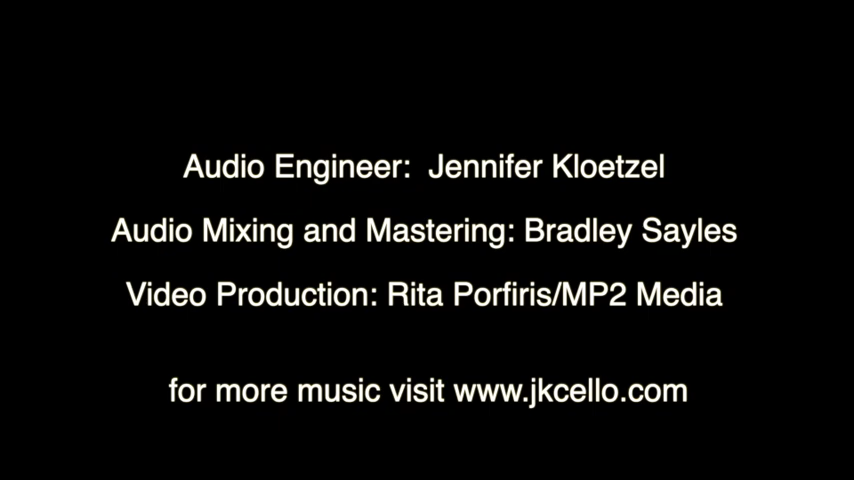 Audio Engineer:  Jennifer Kloetzel
Audio Mixing and Mastering: Bradley Sayles
Video Production: Rita Porfiris/MP2 Media
for more music visit www.jkcello.com